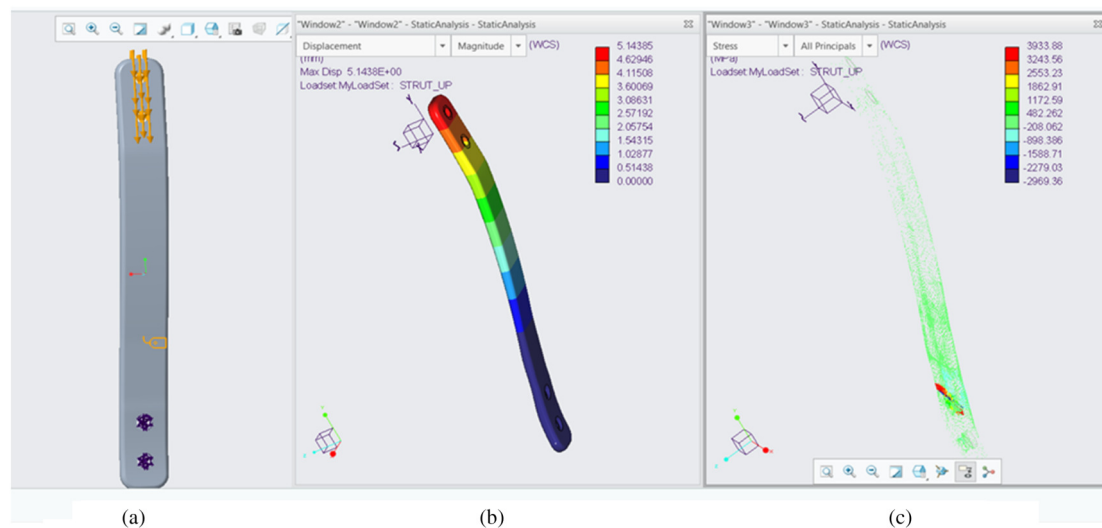 "Window2" - "Window2" - StaticAnalysis - StaticAnalysis
Displacement
Magnitude
(WCS)
(mm)
Max Disp 5.1438E+00
Loadset:MyLoadSet : STRUT_UP
5.14385
4.62946
4.11508
3.60069
3.08631
2.57192
2.05754
1.54315
1.02877
0.51438
0.00000
"Window3" - "Window3" - StaticAnalysis - StaticAnalysis
Stress
All Principals
(WCS)
(MPa)
Loadset:MyLoadSet : STRUT_UP
3933.88
3243.56
2553.23
1862.91
1172.59
482.262
-208.062
-898.386
-1588.71
-2279.03
-2969.36
(a)
(b)
(c)